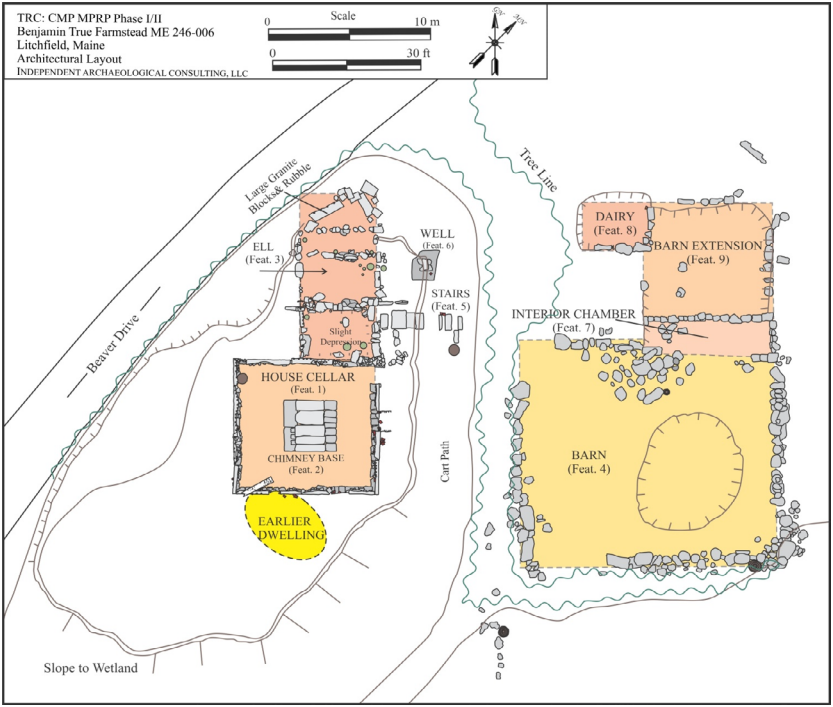 TRC: CMP MPRP Phase I/II
Benjamin True Farmstead ME 246-006
Litchfield, Maine
Architectural Layout
INDEPENDENT ARCHAEOLOGICAL CONSULTING, LLC
Scale
0 10 m
0 30 ft
GN
MN
Tree Line
Large Granite
Blocks& Rubble
ELL
(Feat. 3)
WELL
(Feat. 6)
STAIRS
(Feat. 5)
Slight
Depression
Beaver Drive
HOUSE CELLAR
(Feat. 1)
CHIMNEY BASE
(Feat. 2)
EARLIER
DWELLING
Cart Path
DAIRY
(Feat. 8)
BARN EXTENSION
(Feat. 9)
INTERIOR CHAMBER
(Feat. 7)
BARN
(Feat. 4)
Slope to Wetland